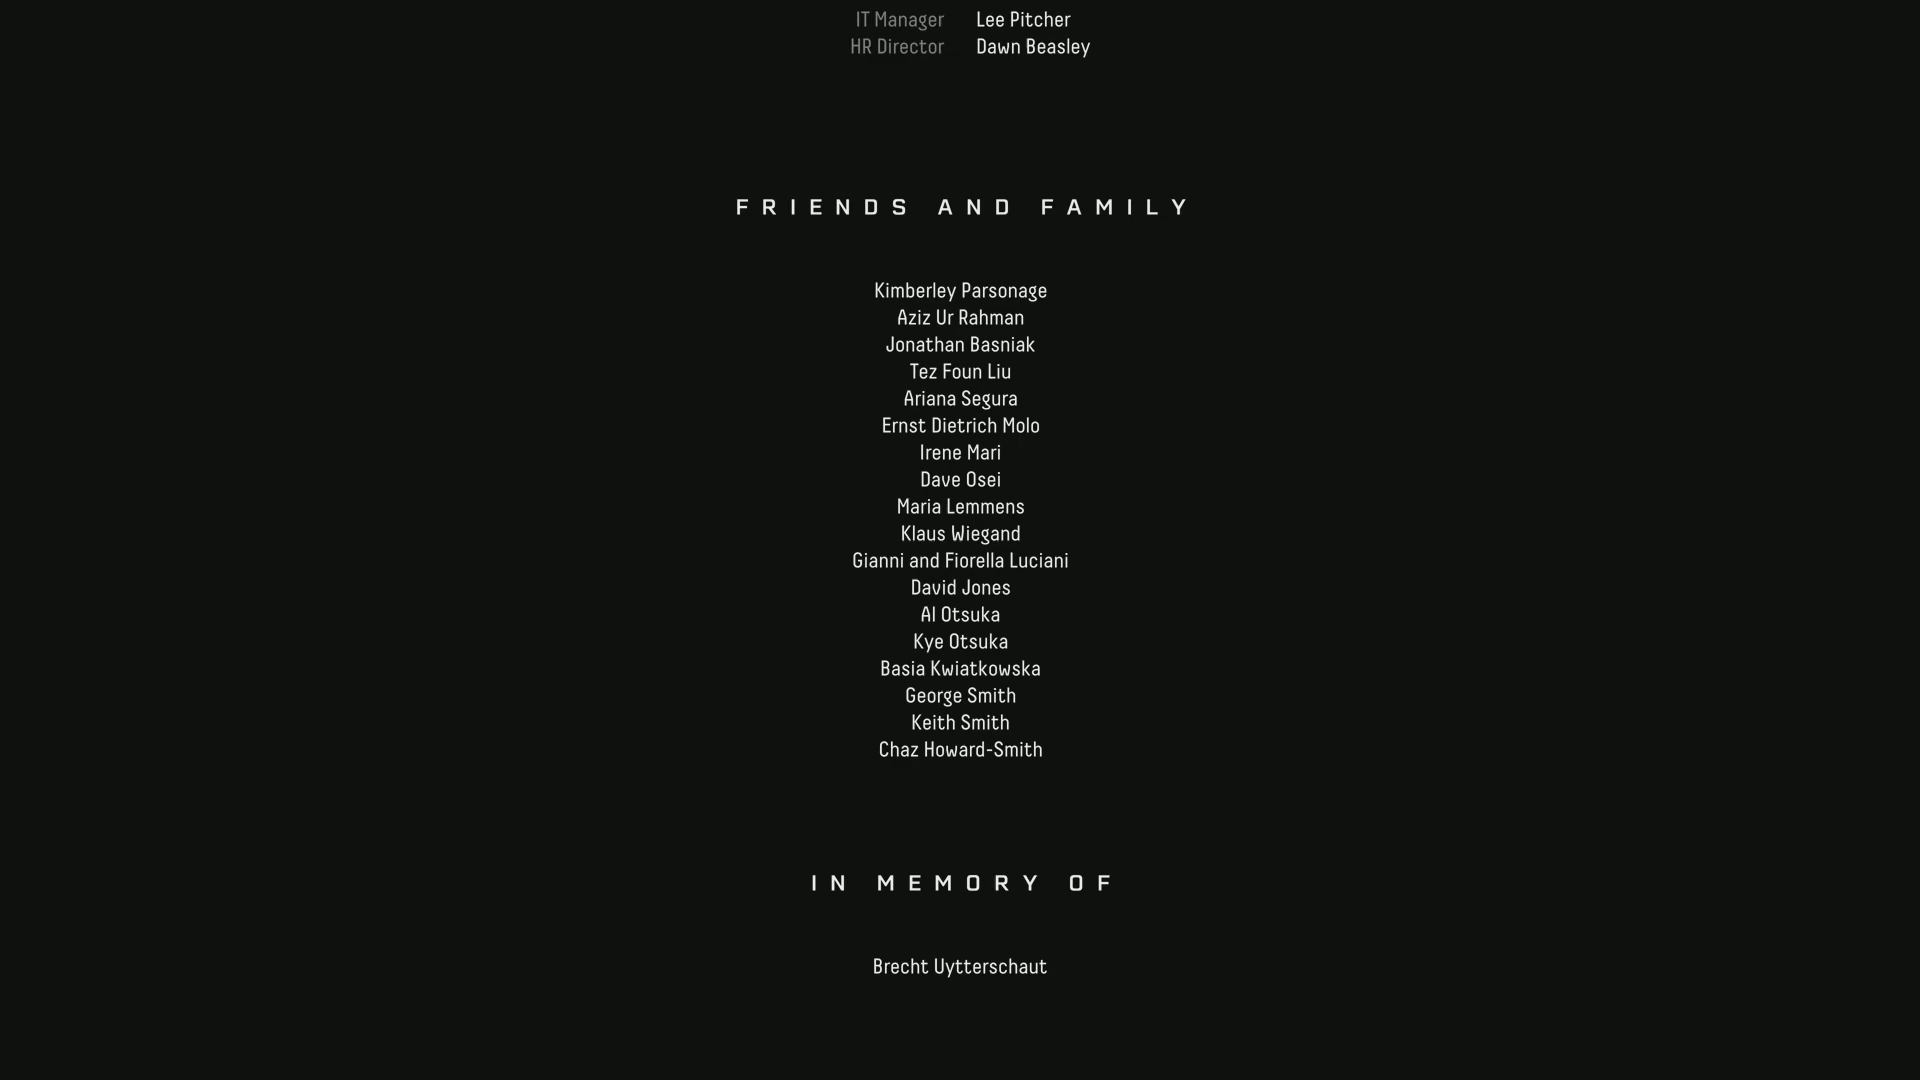 IT Manager Lee Pitcher
HR Director Dawn Beasley
FRIENDS AND FAMILY
Kimberley Parsonage
Aziz Ur Rahman
Jonathan Basniak
Tez Foun Liu
Ariana Segura
Ernst Dietrich Molo
Irene Mari
Dave Osei
Maria Lemmens
Klaus Wiegand
Gianni and Fiorella Luciani
David Jones
Al Otsuka
Kye Otsuka
Basia Kwiatkowska
George Smith
Keith Smith
Chaz Howard-Smith
IN MEMORY OF
Brecht Uytterschaut